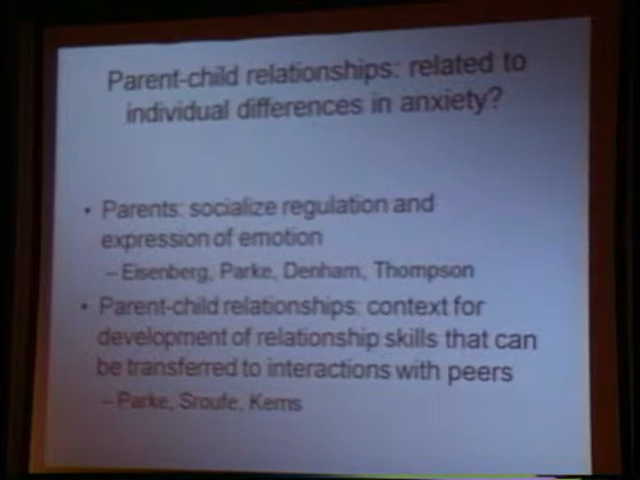 Parent-child relationships: related to
individual differences in anxiety?
• Parents: socialize regulation and
expression of emotion
– Eisenberg, Parke, Denham, Thompson
• Parent-child relationships: context for
development of relationship skills that can
be transferred to interactions with peers
– Parke, Sroufe, Kerns